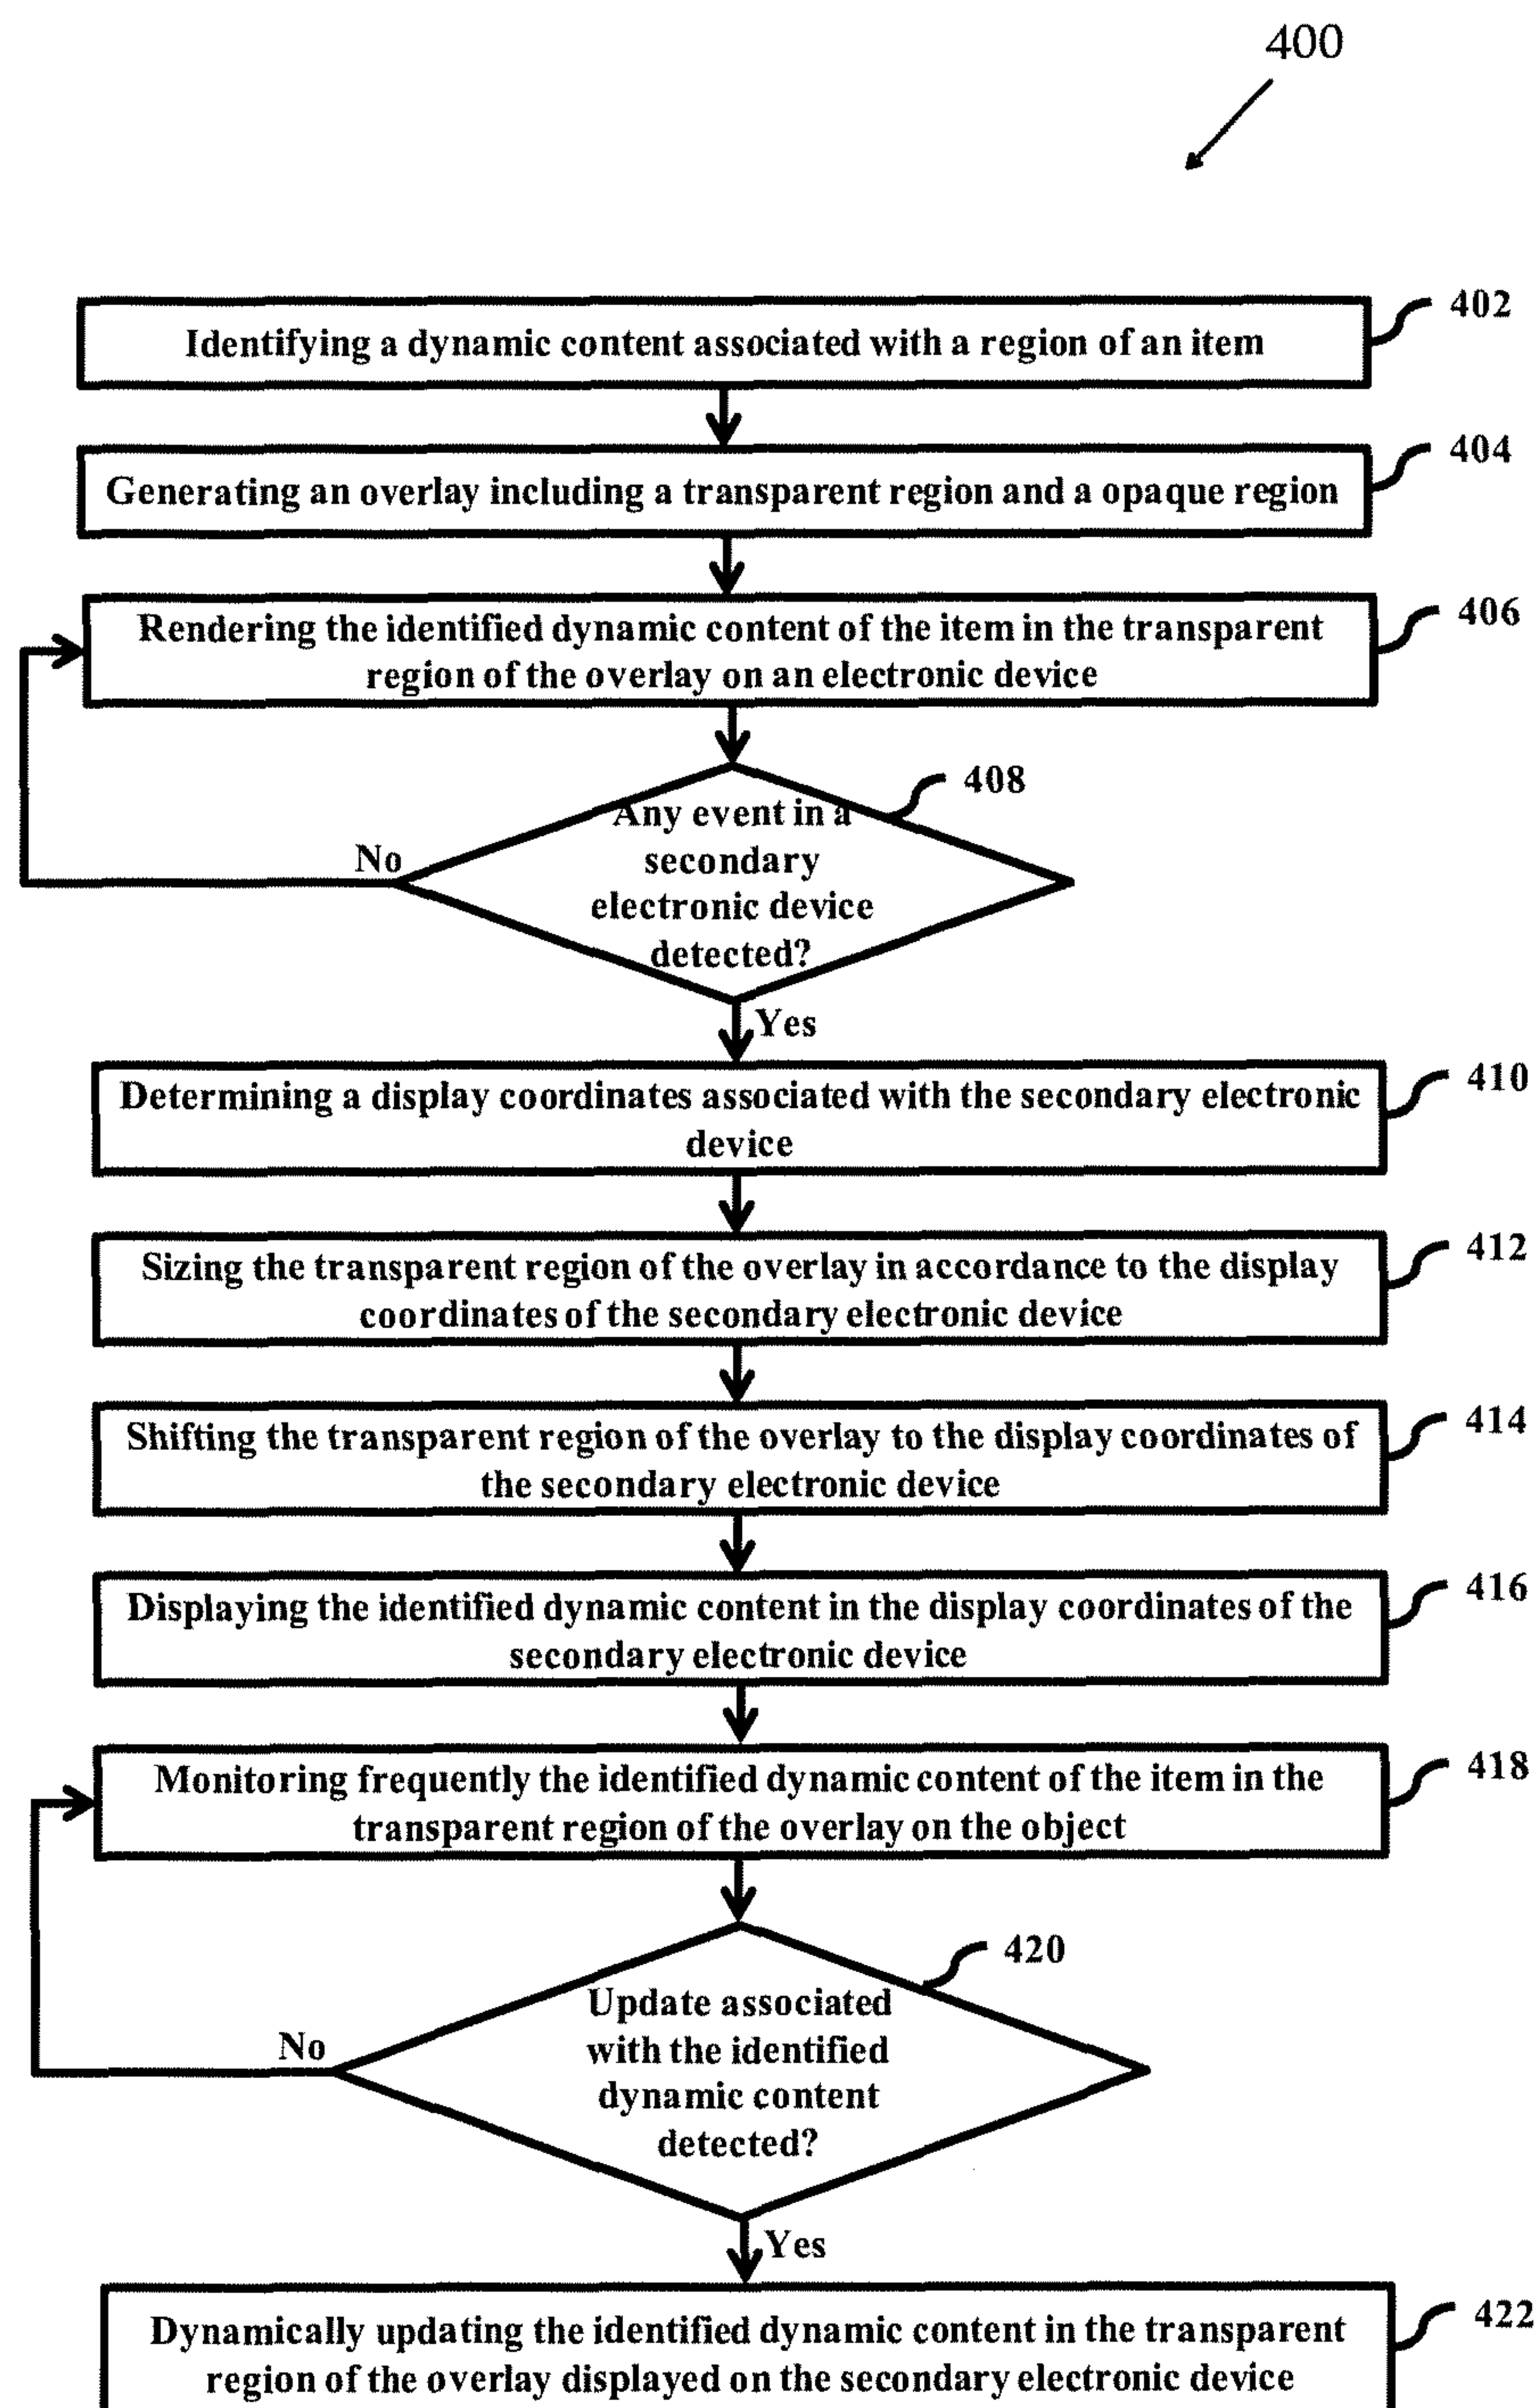 400
402
Identifying a dynamic content associated with a region of an item
404
Generating an overlay including a transparent region and a opaque region
406
Rendering the identified dynamic content of the item in the transparent
region of the overlay on an electronic device
408
Any event in a
secondary
electronic device
detected?
No
Yes
410
Determining a display coordinates associated with the secondary electronic
device
412
Sizing the transparent region of the overlay in accordance to the display
coordinates of the secondary electronic device
414
Shifting the transparent region of the overlay to the display coordinates of
the secondary electronic device
416
Displaying the identified dynamic content in the display coordinates of the
secondary electronic device
418
Monitoring frequently the identified dynamic content of the item in the
transparent region of the overlay on the object
420
Update associated
with the identified
dynamic content
detected?
No
Yes
422
Dynamically updating the identified dynamic content in the transparent
region of the overlay displayed on the secondary electronic device